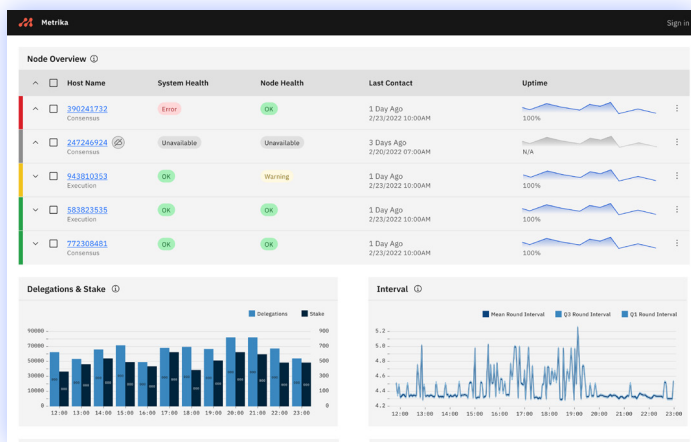 Metrika
Sign in
Node Overview
Host Name System Health Node Health Last Contact Uptime
390241732 Error OK 1 Day Ago
Consensus 2/23/2022 10:00AM 100%
247246924 Unavailable Unavailable 3 Days Ago
Consensus 2/20/2022 07:00AM N/A
943810353 OK Warning 1 Day Ago
Execution 2/23/2022 10:00AM 100%
583823535 OK OK 1 Day Ago
Execution 2/23/2022 10:00AM 100%
772308481 OK OK 1 Day Ago
Consensus 2/23/2022 10:00AM 100%
Delegations & Stake
Delegations Stake
90000 900
70000 700
50000 500
30000 300
10000 100
0 0
12:00 13:00 14:00 15:00 16:00 17:00 18:00 19:00 20:00 21:00 22:00 23:00
Interval
Mean Round Interval Q3 Round Interval Q1 Round Interval
5.2
5.0
4.8
4.6
4.4
4.2
12:00 13:00 14:00 15:00 16:00 17:00 18:00 19:00 20:00 21:00 22:00 23:00